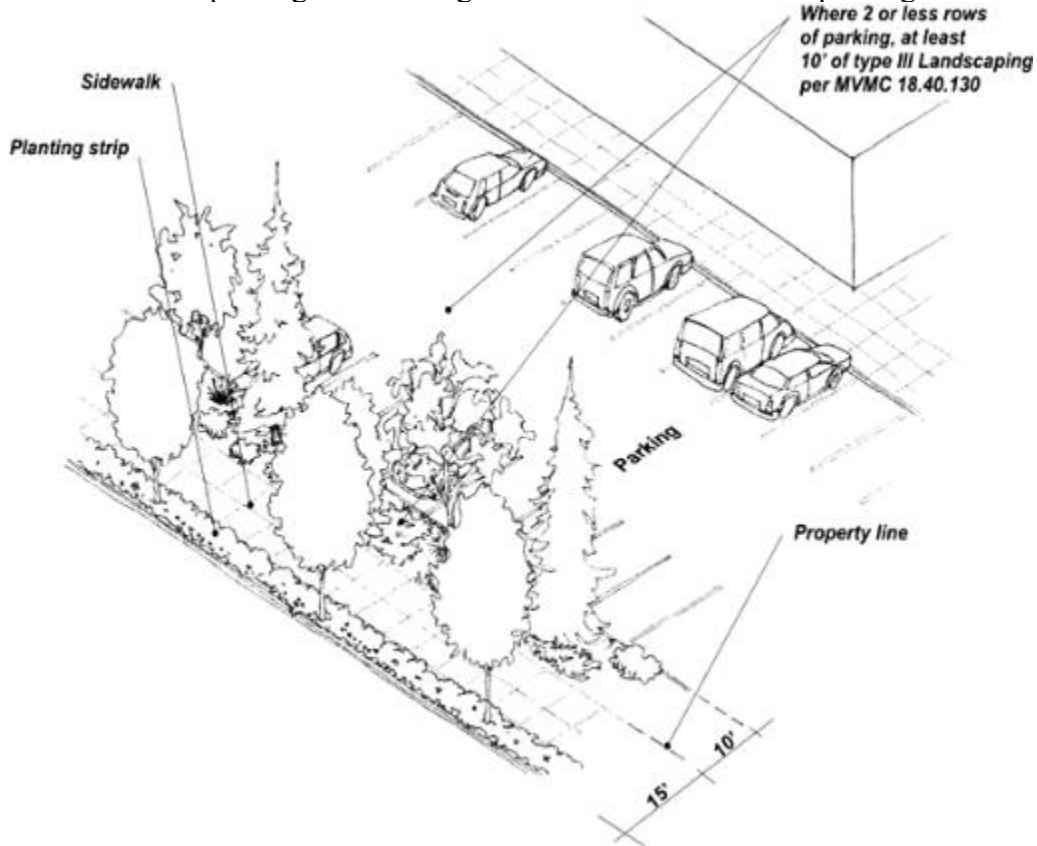 Where 2 or less rows
of parking, at least
10' of type III Landscaping
per MVMC 18.40.130
Sidewalk
Planting strip
Parking
Property line
10'
15'